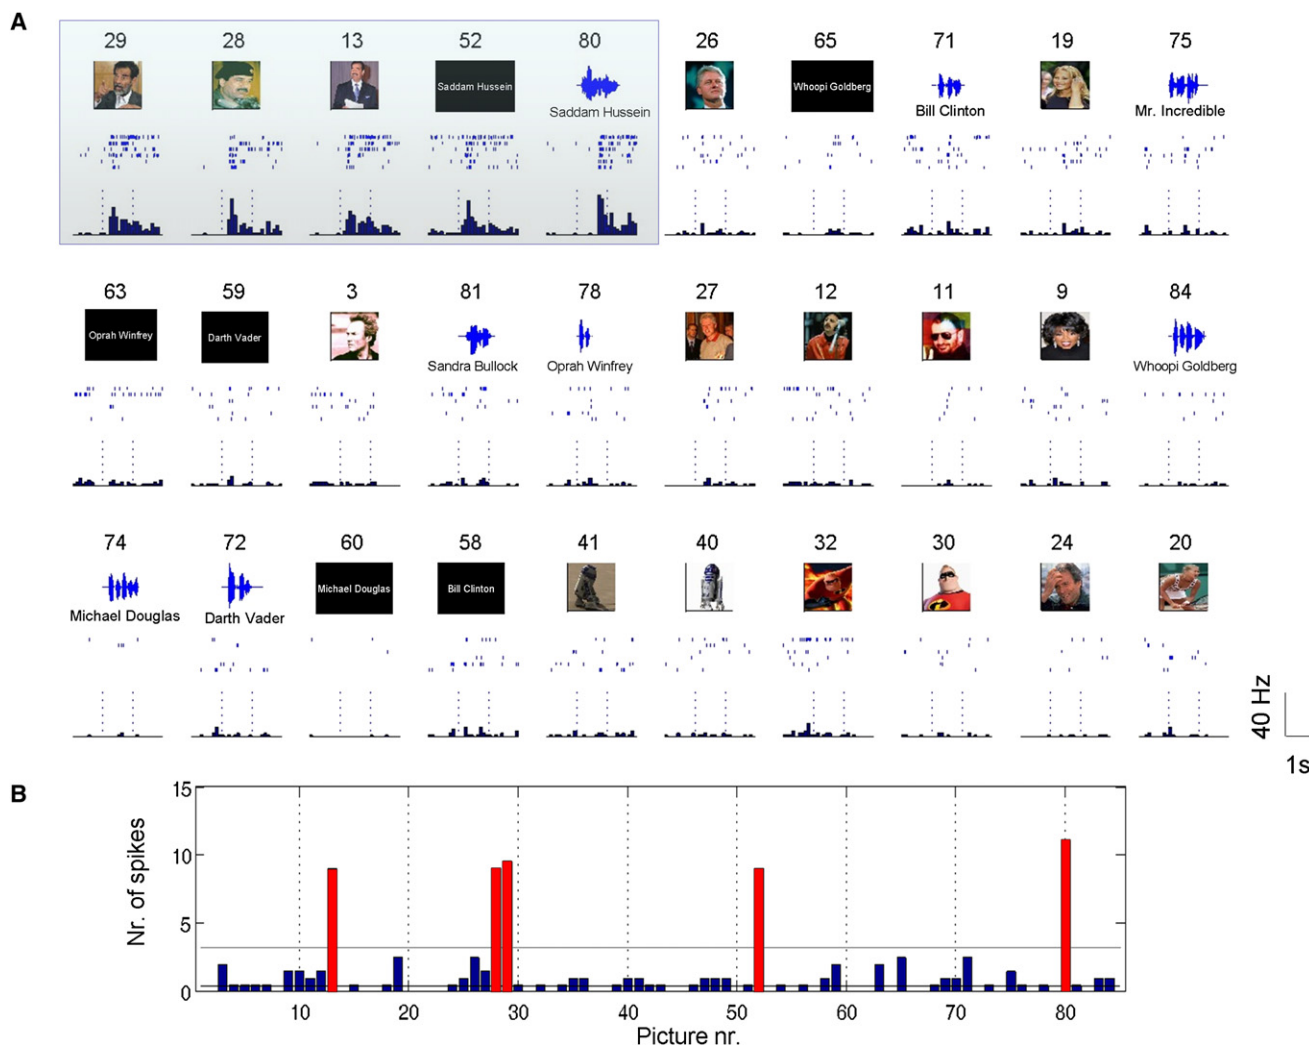 A
29 28 13 52 80 26 65 71 19 75
Saddam Hussein
Saddam Hussein
Whoopi Goldberg
Bill Clinton
Mr. Incredible
63 59 3 81 78 27 12 11 9 84
Oprah Winfrey
Darth Vader
Sandra Bullock
Oprah Winfrey
Whoopi Goldberg
74 72 60 58 41 40 32 30 24 20
Michael Douglas
Darth Vader
Michael Douglas
Bill Clinton
40 Hz
1s
B
15
10
5
0
Nr. of spikes
10 20 30 40 50 60 70 80
Picture nr.